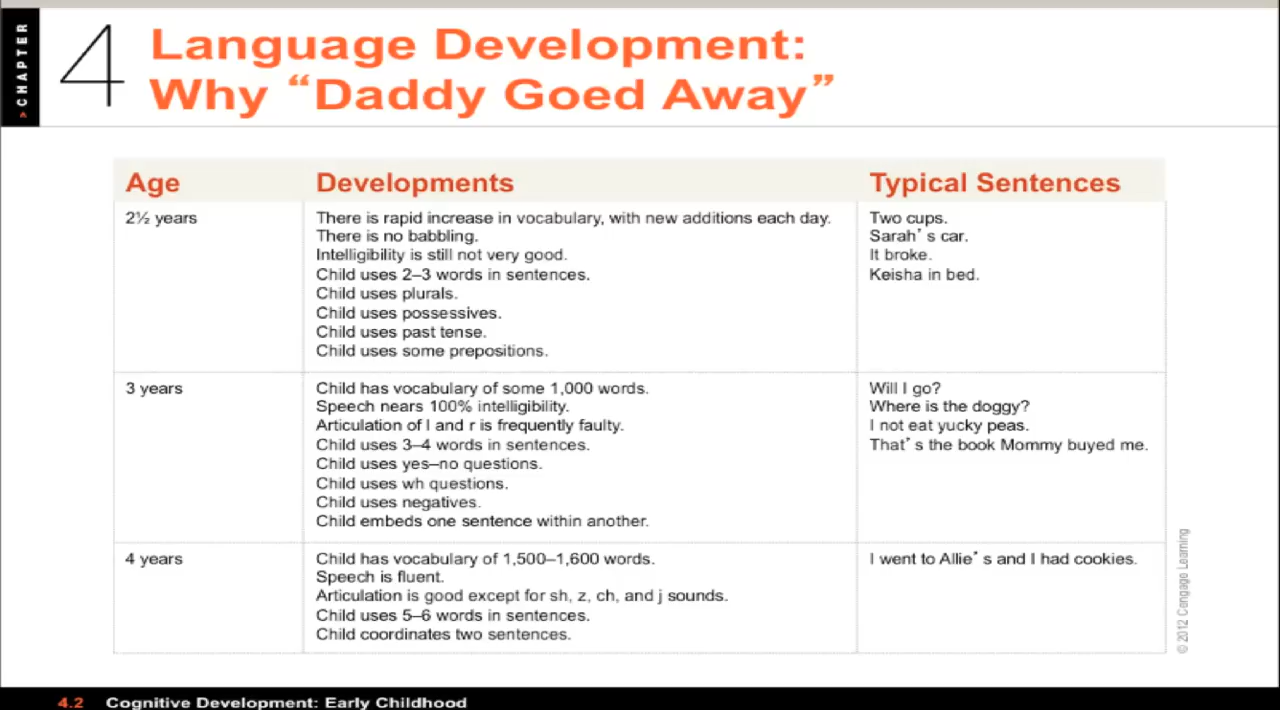 > CHAPTER
4
Language Development:
Why “Daddy Goed Away”
Age Developments Typical Sentences
2½ years
There is rapid increase in vocabulary, with new additions each day.
There is no babbling.
Intelligibility is still not very good.
Child uses 2–3 words in sentences.
Child uses plurals.
Child uses possessives.
Child uses past tense.
Child uses some prepositions.
Two cups.
Sarah’s car.
It broke.
Keisha in bed.
3 years
Child has vocabulary of some 1,000 words.
Speech nears 100% intelligibility.
Articulation of l and r is frequently faulty.
Child uses 3–4 words in sentences.
Child uses yes–no questions.
Child uses wh questions.
Child uses negatives.
Child embeds one sentence within another.
Will I go?
Where is the doggy?
I not eat yucky peas.
That’s the book Mommy buyed me.
4 years
Child has vocabulary of 1,500–1,600 words.
Speech is fluent.
Articulation is good except for sh, z, ch, and j sounds.
Child uses 5–6 words in sentences.
Child coordinates two sentences.
I went to Allie’s and I had cookies.
© 2012 Cengage Learning
4.2 Cognitive Development: Early Childhood